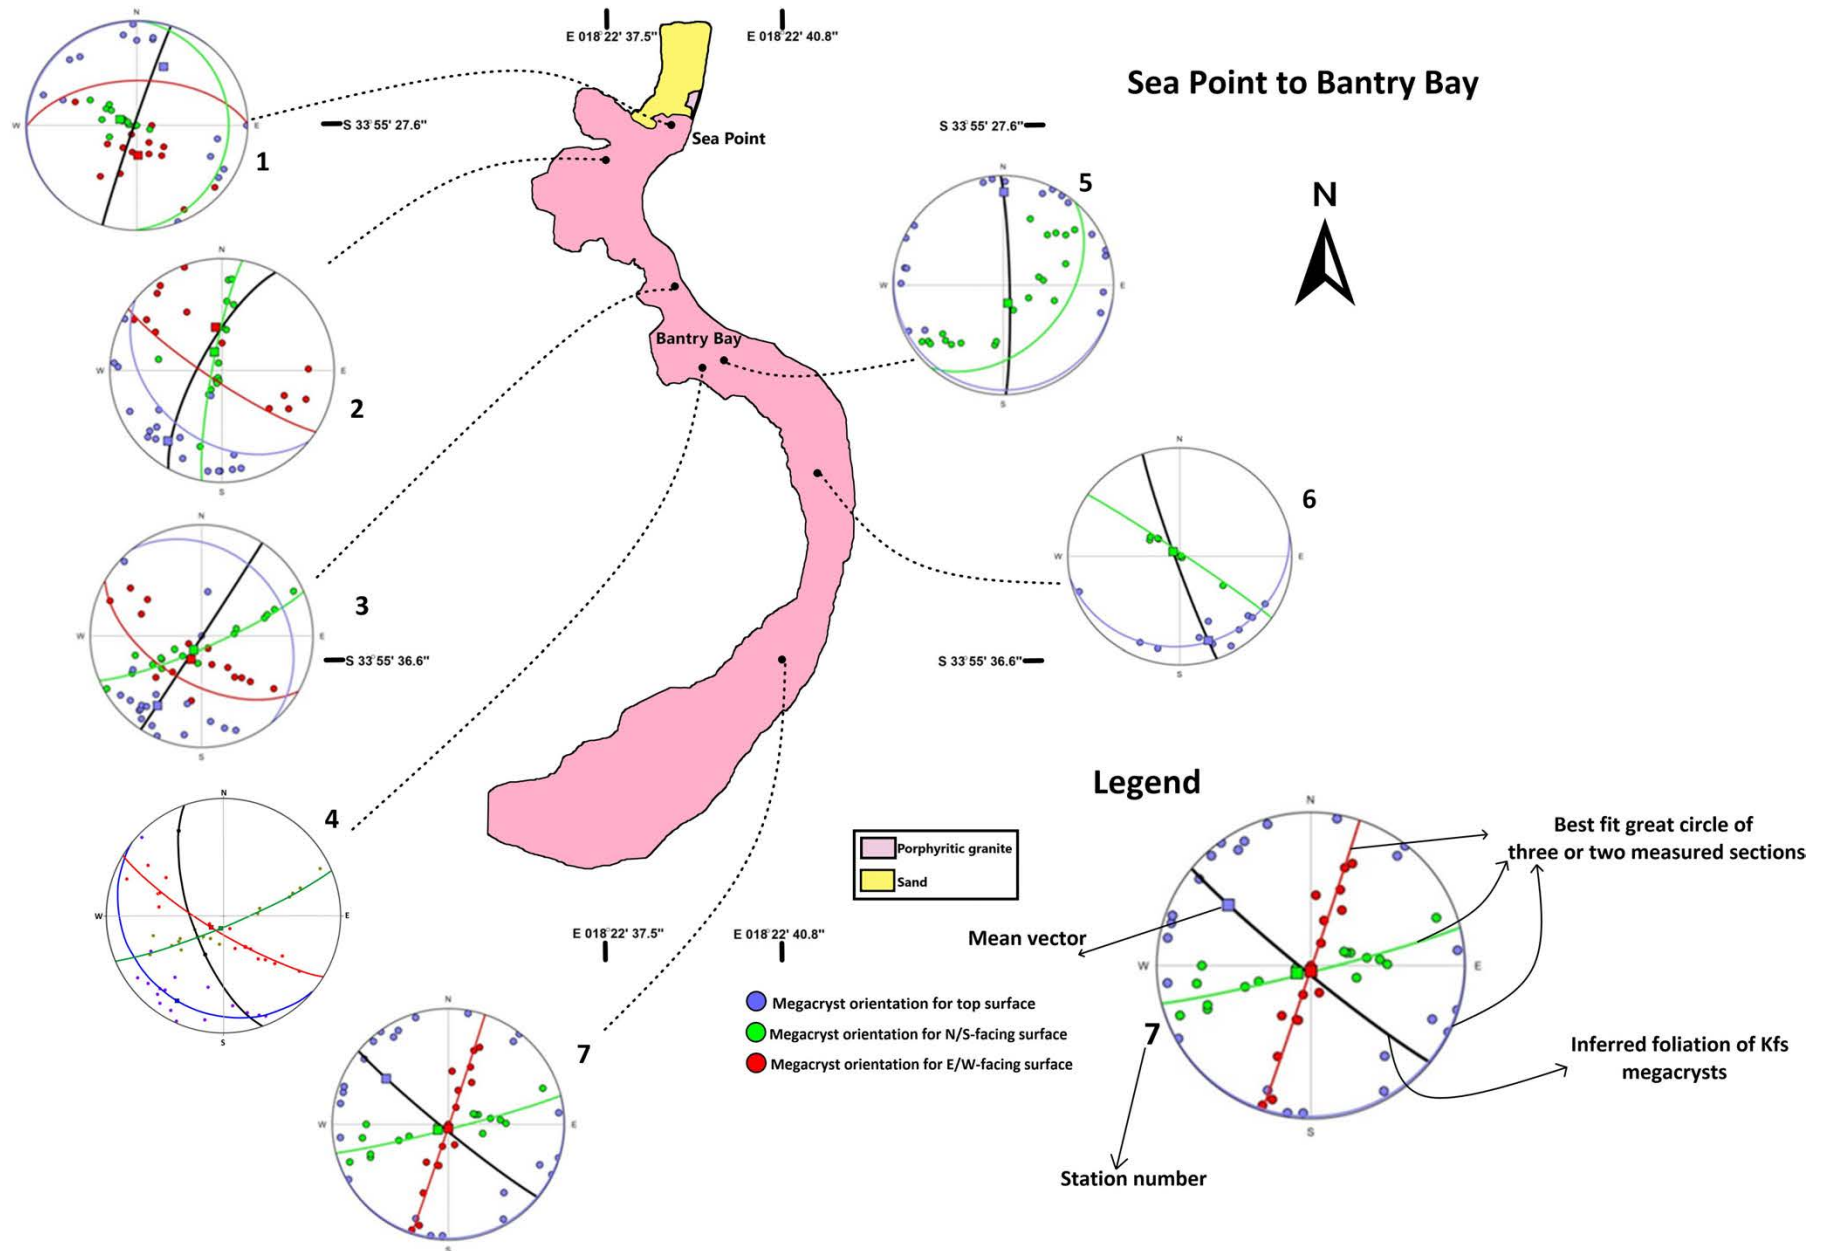 Sea Point to Bantry Bay
E 018°22' 37.5"
E 018°22' 40.8"
N
W
E
1
S 33°55' 27.6"
Sea Point
S 33°55' 27.6"
N
N
W
E
S
5
N
W
E
S
2
Bantry Bay
N
W
E
S
6
N
W
E
S
3
S 33°55' 36.6"
S 33°55' 36.6"
N
W
E
S
4
Legend
N
W
E
S
7
Best fit great circle of
three or two measured sections
Mean vector
Inferred foliation of Kfs
megacrysts
Station number
Porphyritic granite
Sand
E 018°22' 37.5"
E 018°22' 40.8"
Megacryst orientation for top surface
Megacryst orientation for N/S-facing surface
Megacryst orientation for E/W-facing surface
N
W
E
S
7